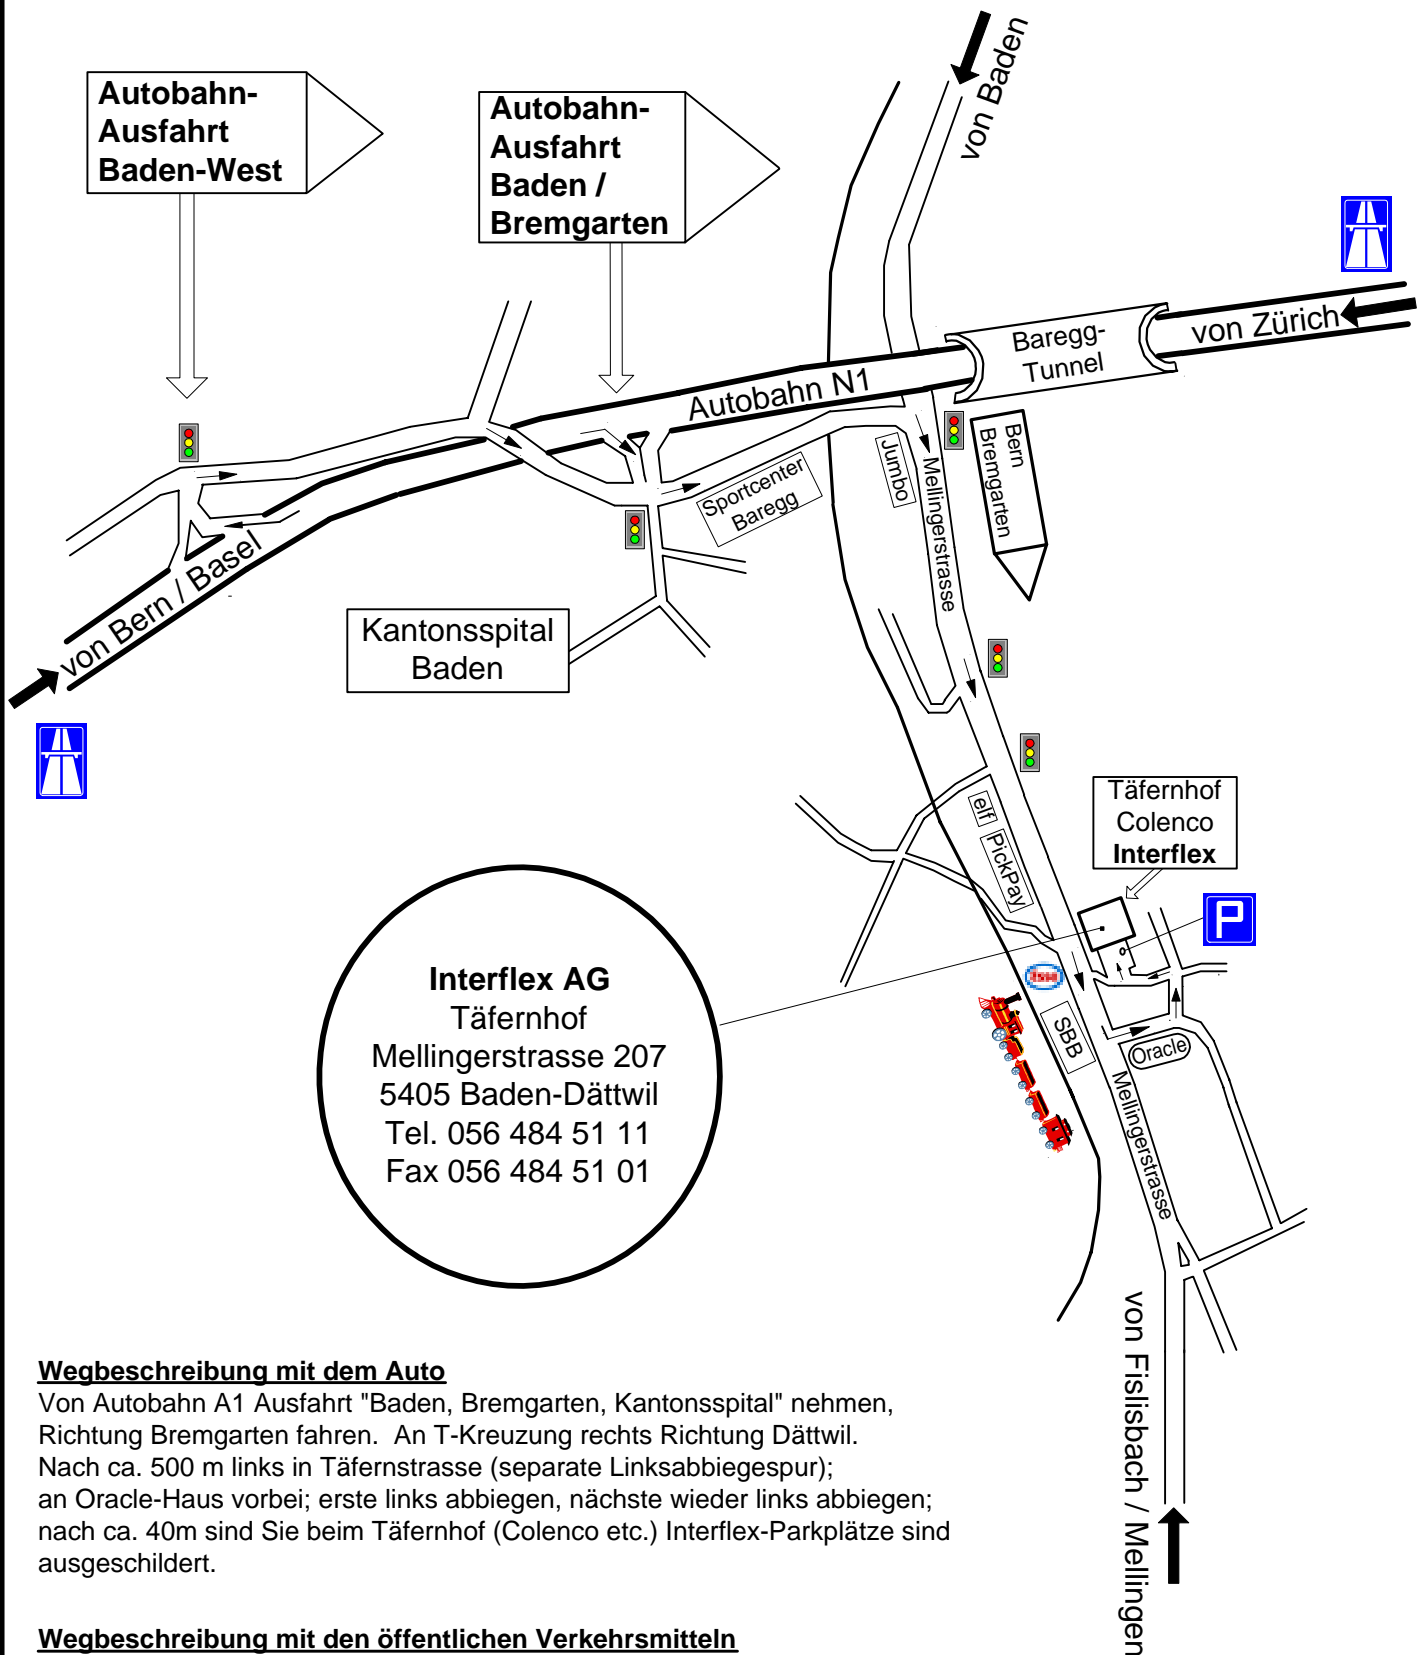 von Baden
Autobahn-
Ausfahrt
Baden-West
Autobahn-
Ausfahrt
Baden /
Bremgarten
von Zürich
Baregg-
Tunnel
Autobahn N1
Bern
Bremgarten
Jumbo
Mellingerstrasse
Sportcenter
Baregg
von Bern / Basel
Kantonsspital
Baden
Täfernhof
Colenco
Interflex
elf
PickPay
P
Interflex AG
Täfernhof
Mellingerstrasse 207
5405 Baden-Dättwil
Tel. 056 484 51 11
Fax 056 484 51 01
SBB
Oracle
Mellingerstrasse
von Fislisbach / Mellingen
Wegbeschreibung mit dem Auto
Von Autobahn A1 Ausfahrt "Baden, Bremgarten, Kantonsspital" nehmen,
Richtung Bremgarten fahren. An T-Kreuzung rechts Richtung Dättwil.
Nach ca. 500 m links in Täfernstrasse (separate Linksabbiegespur);
an Oracle-Haus vorbei; erste links abbiegen, nächste wieder links abbiegen;
nach ca. 40m sind Sie beim Täfernhof (Colenco etc.) Interflex-Parkplätze sind
ausgeschildert.
Wegbeschreibung mit den öffentlichen Verkehrsmitteln